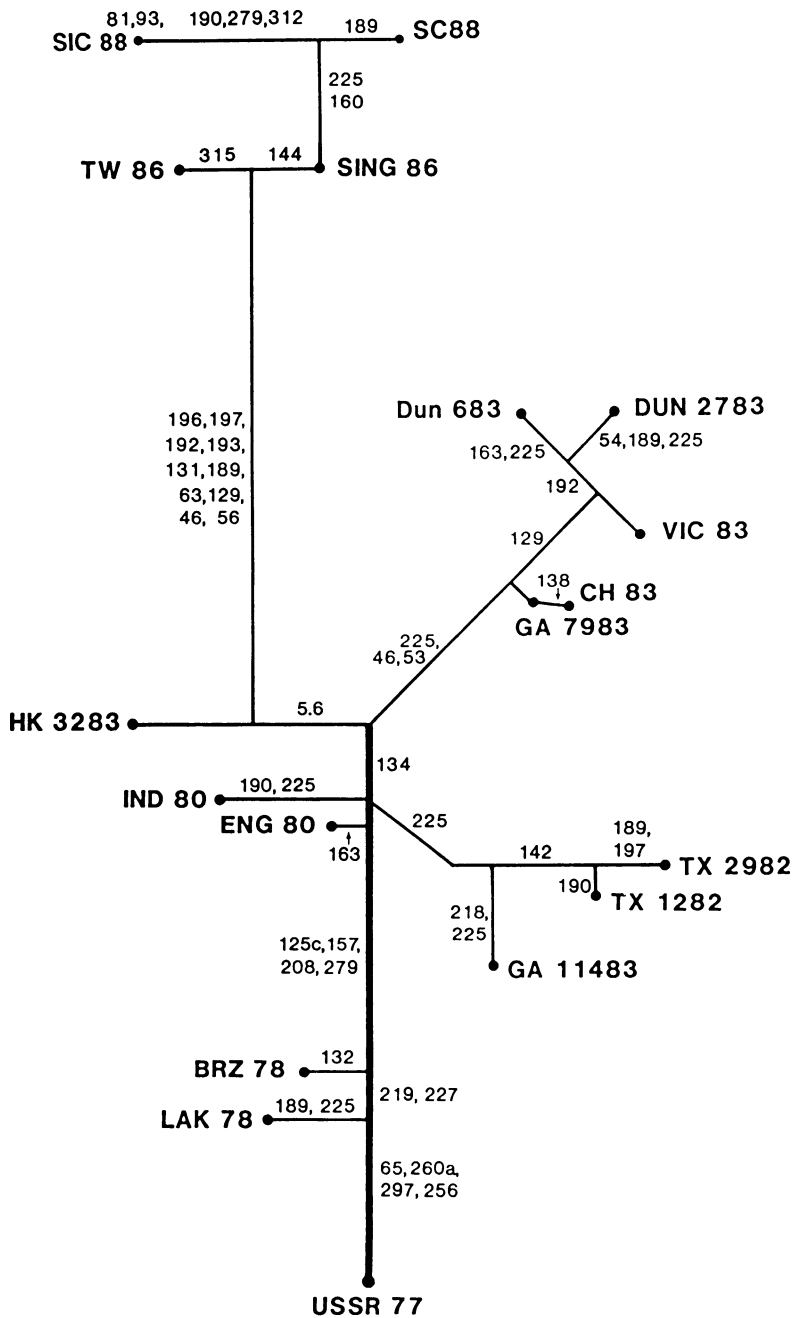 81,93, 190,279,312
SIC 88
189
SC88
225
160
TW 86
315
144
SING 86
196,197,
192,193,
131,189,
63,129,
46, 56
Dun 683
DUN 2783
163,225
54,189,225
192
129
VIC 83
138
CH 83
GA 7983
225,
46,53
HK 3283
5.6
134
IND 80
190, 225
ENG 80
163
225
142
189,
197
TX 2982
190
TX 1282
218,
225
GA 11483
125c,157,
208,279
BRZ 78
132
219, 227
LAK 78
189, 225
65,260a,
297,256
USSR 77